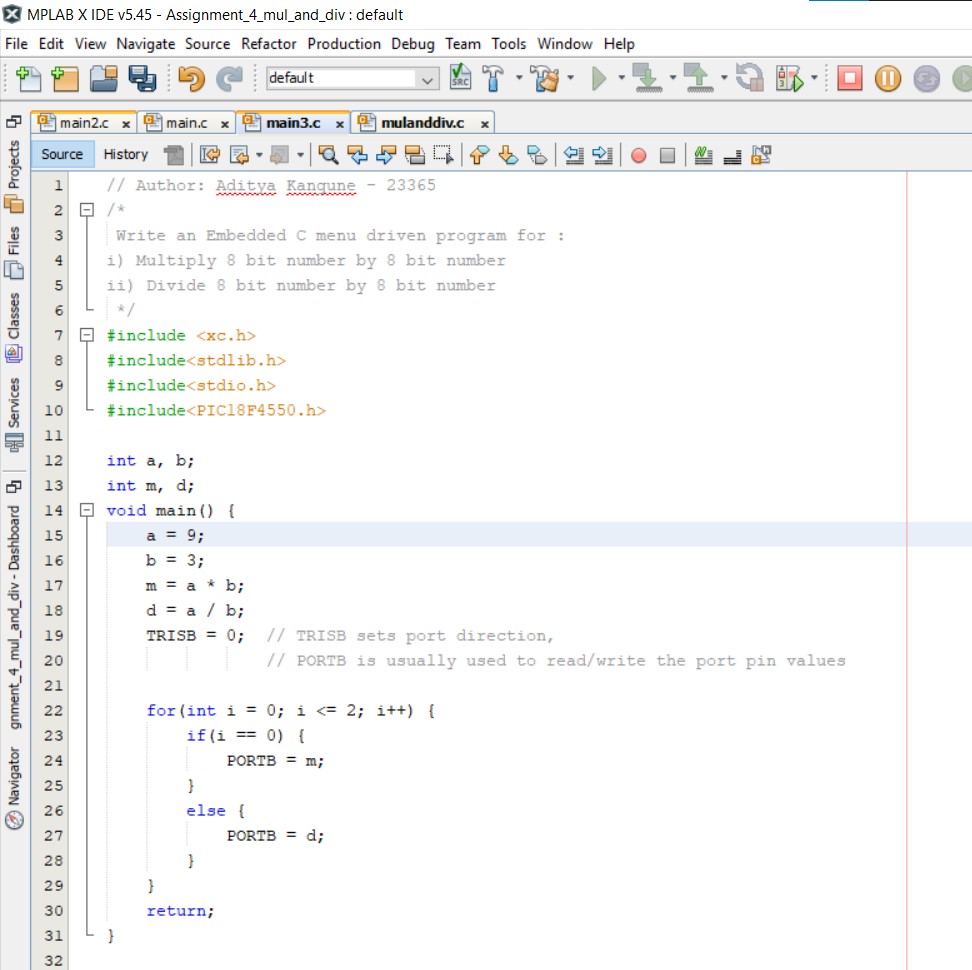 MPLAB X IDE v5.45 - Assignment_4_mul_and_div : default
File Edit View Navigate Source Refactor Production Debug Team Tools Window Help
default
main2.c x main.c x main3.c x mulanddiv.c x
Source History
Projects
Files
Classes
Services
gnment_4_mul_and_div - Dashboard
Navigator
1 // Author: Aditya Kangune - 23365
2 /*
3 Write an Embedded C menu driven program for :
4 i) Multiply 8 bit number by 8 bit number
5 ii) Divide 8 bit number by 8 bit number
6 */
7 #include <xc.h>
8 #include<stdlib.h>
9 #include<stdio.h>
10 #include<PIC18F4550.h>
11
12 int a, b;
13 int m, d;
14 void main() {
15 a = 9;
16 b = 3;
17 m = a * b;
18 d = a / b;
19 TRISB = 0; // TRISB sets port direction,
20 // PORTB is usually used to read/write the port pin values
21
22 for(int i = 0; i <= 2; i++) {
23 if(i == 0) {
24 PORTB = m;
25 }
26 else {
27 PORTB = d;
28 }
29 }
30 return;
31 }
32